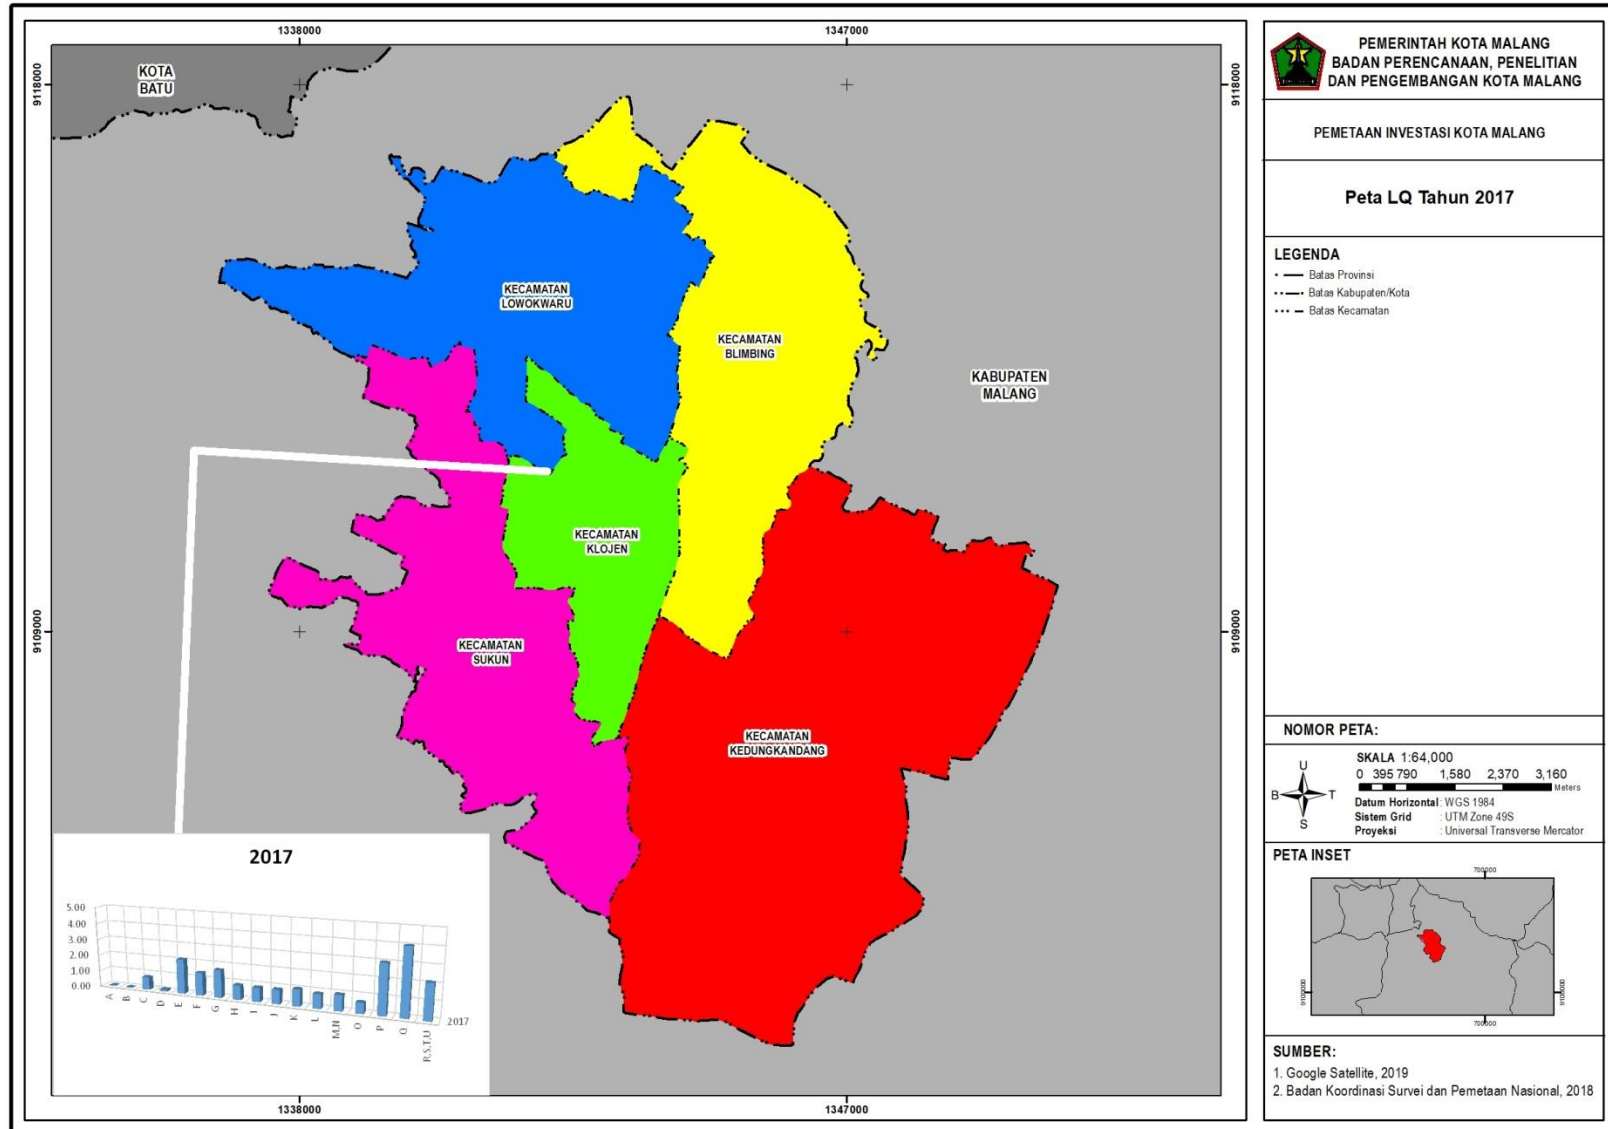 1338000
1347000
9118000
9118000
KOTA
BATU
KECAMATAN
LOWOKWARU
KECAMATAN
BLIMBING
KABUPATEN
MALANG
KECAMATAN
KLOJEN
9109000
9109000
KECAMATAN
SUKUN
KECAMATAN
KEDUNGKANDANG
2017
5.00
4.00
3.00
2.00
1.00
0.00
A
B
C
D
E
F
G
H
I
J
K
L
M,N
O
P
Q
R,S,T,U
2017
1338000
1347000
PEMERINTAH KOTA MALANG
BADAN PERENCANAAN, PENELITIAN
DAN PENGEMBANGAN KOTA MALANG
PEMETAAN INVESTASI KOTA MALANG
Peta LQ Tahun 2017
LEGENDA
Batas Provinsi
Batas Kabupaten/Kota
Batas Kecamatan
NOMOR PETA:
U
B T
S
SKALA 1:64,000
0 395 790 1,580 2,370 3,160
Meters
Datum Horizontal : WGS 1984
Sistem Grid : UTM Zone 49S
Proyeksi : Universal Transverse Mercator
PETA INSET
700000
9100000
9100000
700000
SUMBER:
1. Google Satellite, 2019
2. Badan Koordinasi Survei dan Pemetaan Nasional, 2018